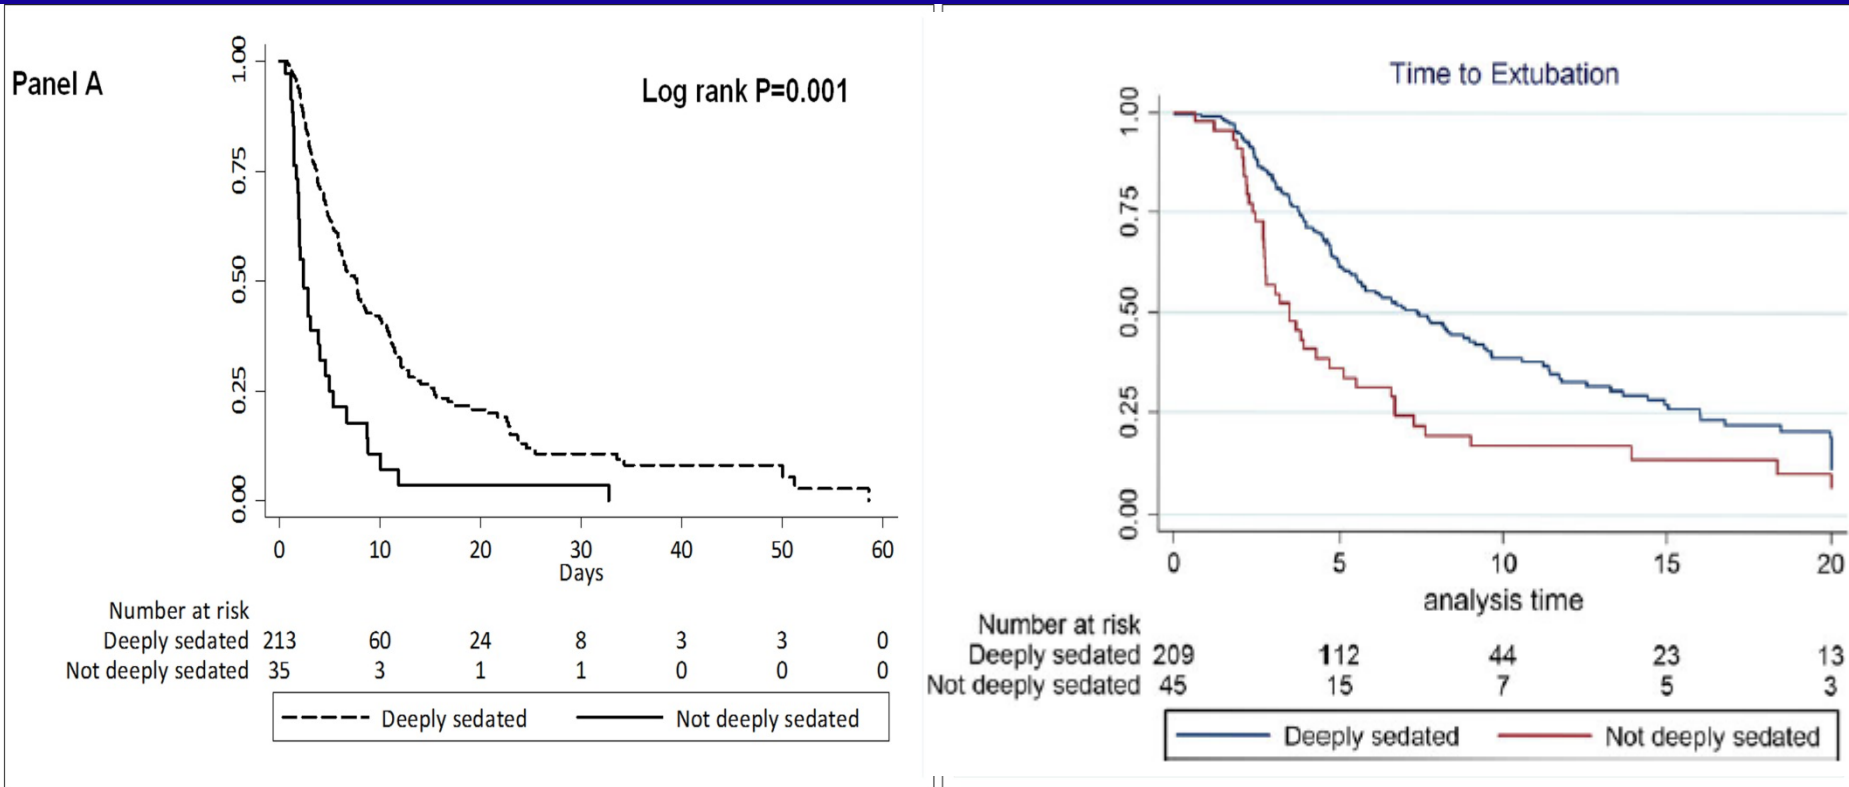 Panel A
Log rank P=0.001
1.00
0.75
0.50
0.25
0.00
0 10 20 30 40 50 60
Days
Number at risk
Deeply sedated 213 60 24 8 3 3 0
Not deeply sedated 35 3 1 1 0 0 0
Deeply sedated Not deeply sedated
Time to Extubation
1.00
0.75
0.50
0.25
0.00
0 5 10 15 20
analysis time
Number at risk
Deeply sedated 209 112 44 23 13
Not deeply sedated 45 15 7 5 3
Deeply sedated Not deeply sedated